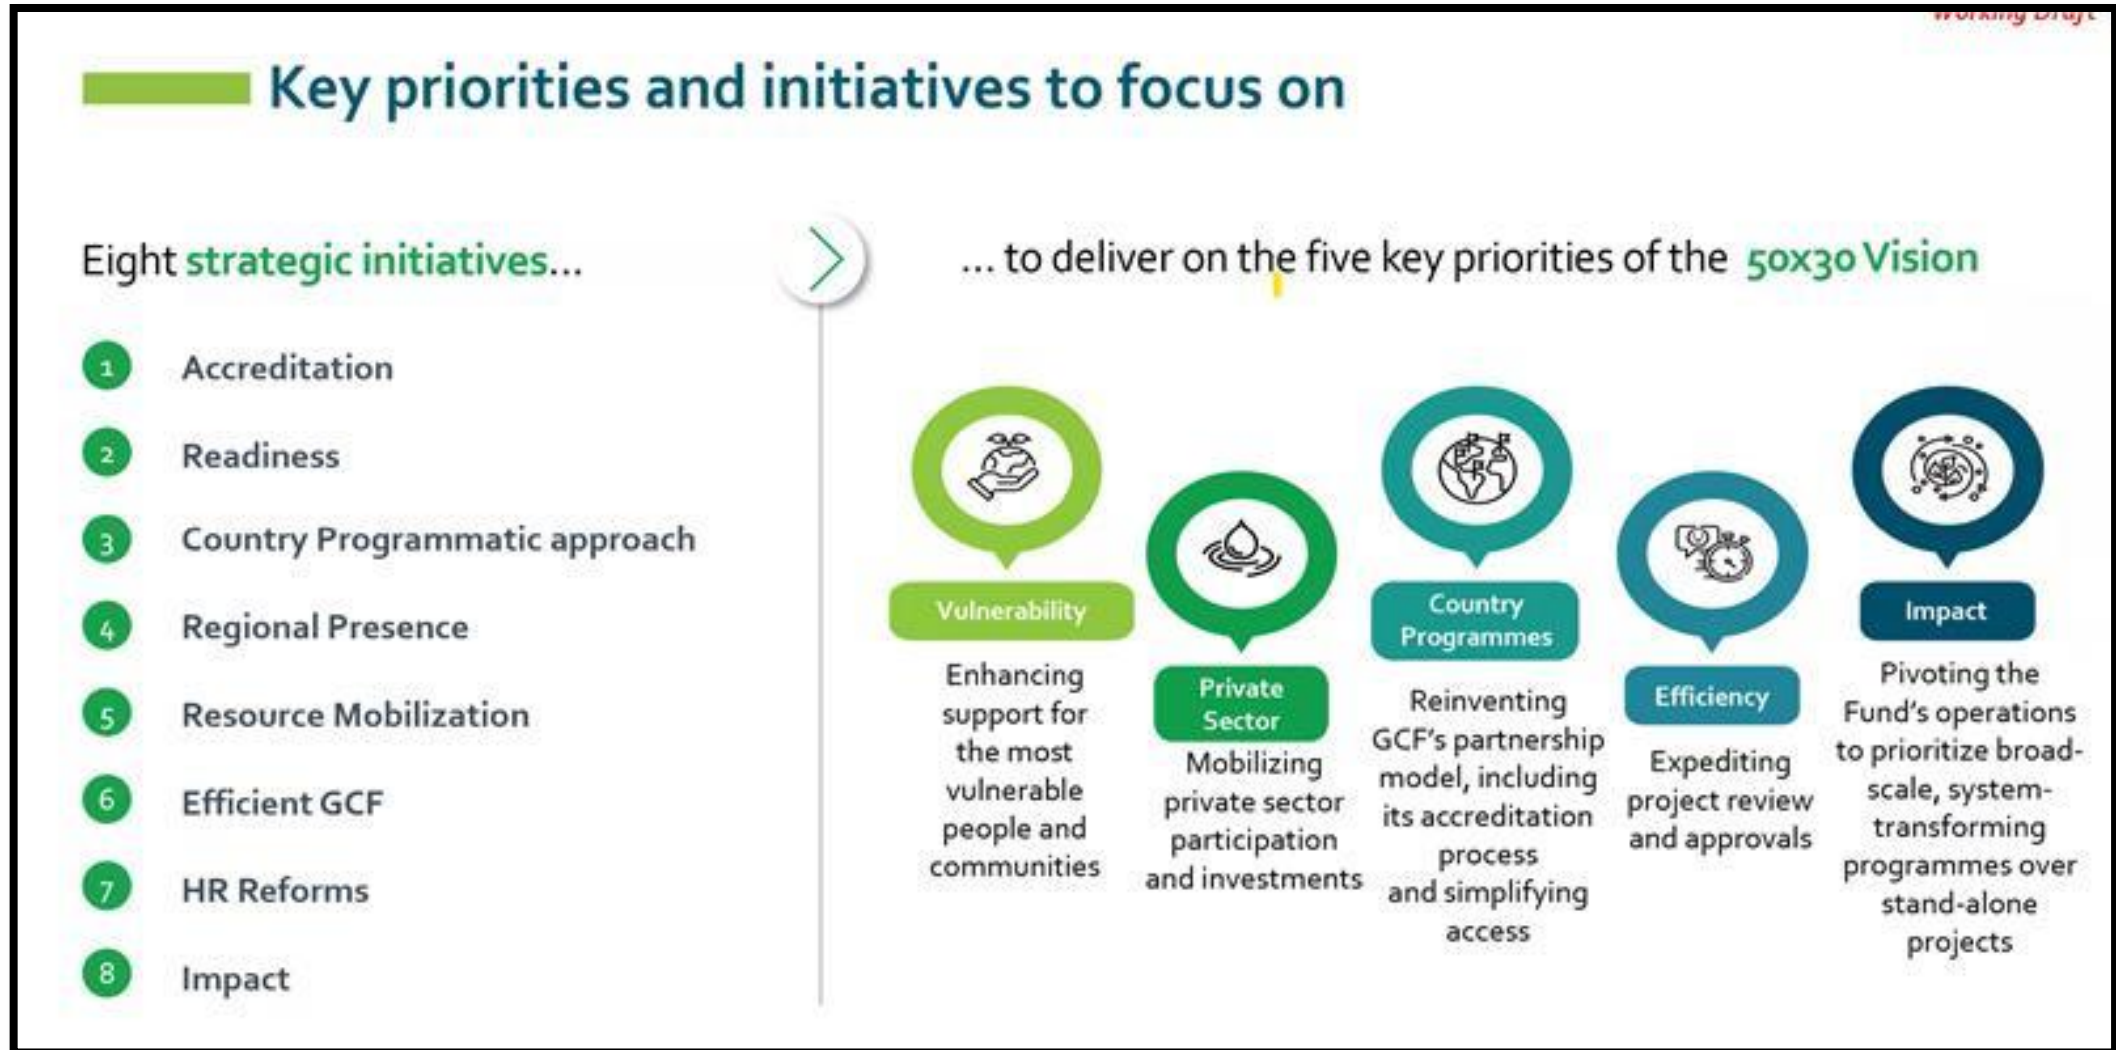 Working Draft
Key priorities and initiatives to focus on
Eight strategic initiatives...
1 Accreditation
2 Readiness
3 Country Programmatic approach
4 Regional Presence
5 Resource Mobilization
6 Efficient GCF
7 HR Reforms
8 Impact
... to deliver on the five key priorities of the 50x30 Vision
Vulnerability
Enhancing
support for
the most
vulnerable
people and
communities
Private
Sector
Mobilizing
private sector
participation
and investments
Country
Programmes
Reinventing
GCF's partnership
model, including
its accreditation
process
and simplifying
access
Efficiency
Expediting
project review
and approvals
Impact
Pivoting the
Fund's operations
to prioritize broad-
scale, system-
transforming
programmes over
stand-alone
projects